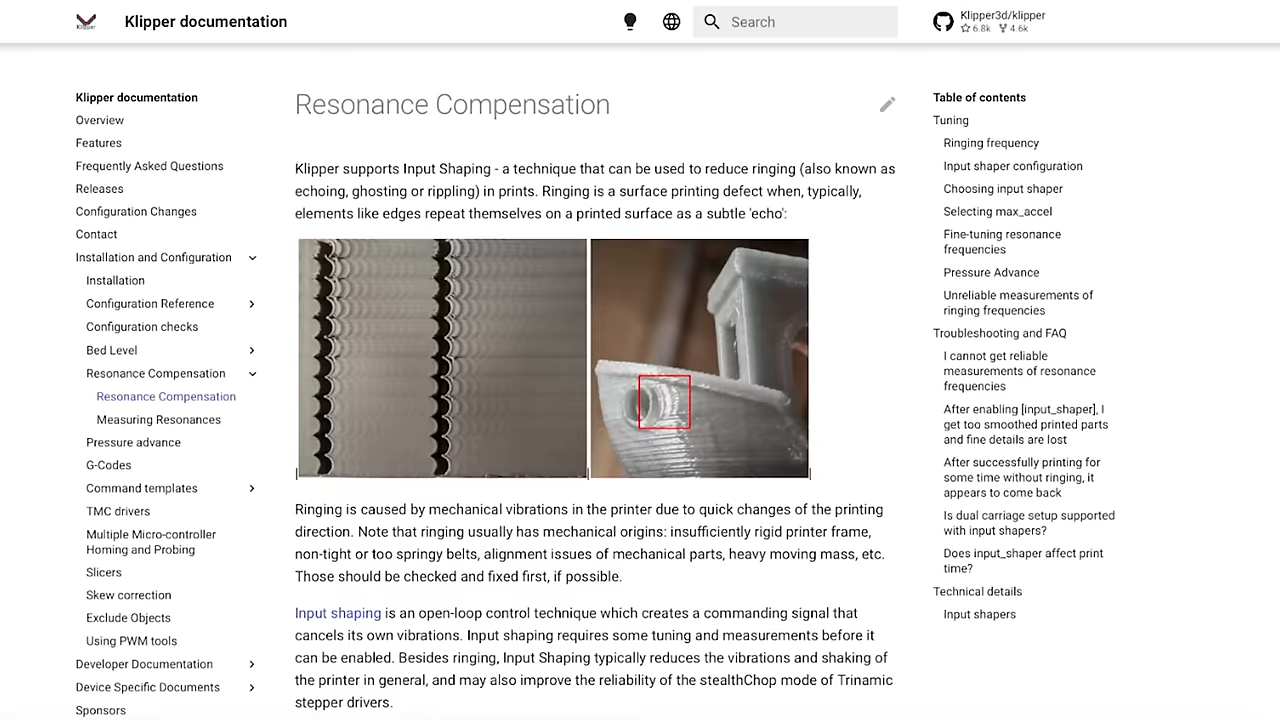 Klipper
Klipper documentation
Search
Klipper3d/klipper
6.8k
4.6k
Klipper documentation
Overview
Features
Frequently Asked Questions
Releases
Configuration Changes
Contact
Installation and Configuration
Installation
Configuration Reference
Configuration checks
Bed Level
Resonance Compensation
Resonance Compensation
Measuring Resonances
Pressure advance
G-Codes
Command templates
TMC drivers
Multiple Micro-controller
Homing and Probing
Slicers
Skew correction
Exclude Objects
Using PWM tools
Developer Documentation
Device Specific Documents
Sponsors
Resonance Compensation
Klipper supports Input Shaping - a technique that can be used to reduce ringing (also known as
echoing, ghosting or rippling) in prints. Ringing is a surface printing defect when, typically,
elements like edges repeat themselves on a printed surface as a subtle 'echo':
Ringing is caused by mechanical vibrations in the printer due to quick changes of the printing
direction. Note that ringing usually has mechanical origins: insufficiently rigid printer frame,
non-tight or too springy belts, alignment issues of mechanical parts, heavy moving mass, etc.
Those should be checked and fixed first, if possible.
Input shaping is an open-loop control technique which creates a commanding signal that
cancels its own vibrations. Input shaping requires some tuning and measurements before it
can be enabled. Besides ringing, Input Shaping typically reduces the vibrations and shaking of
the printer in general, and may also improve the reliability of the stealthChop mode of Trinamic
stepper drivers.
Table of contents
Tuning
Ringing frequency
Input shaper configuration
Choosing input shaper
Selecting max_accel
Fine-tuning resonance
frequencies
Pressure Advance
Unreliable measurements of
ringing frequencies
Troubleshooting and FAQ
I cannot get reliable
measurements of resonance
frequencies
After enabling [input_shaper], I
get too smoothed printed parts
and fine details are lost
After successfully printing for
some time without ringing, it
appears to come back
Is dual carriage setup supported
with input shapers?
Does input_shaper affect print
time?
Technical details
Input shapers